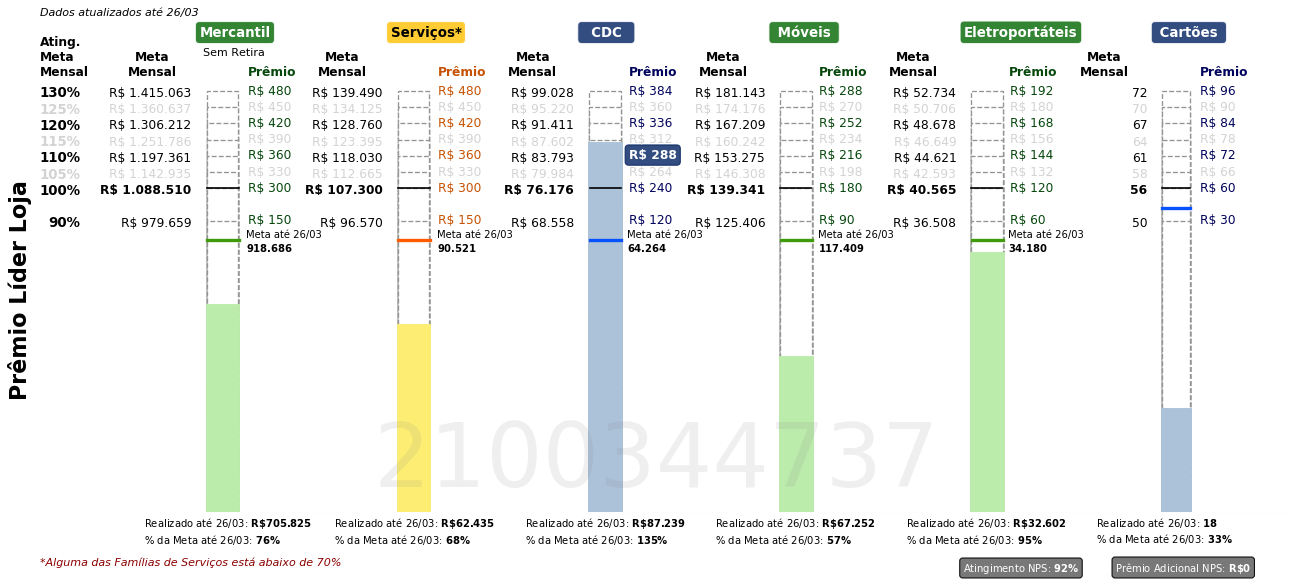 Dados atualizados até 26/03
Mercantil Serviços* CDC Móveis Eletroportáteis Cartões
Sem Retira
Ating. Meta Mensal
Meta Mensal Prêmio Meta Mensal Prêmio Meta Mensal Prêmio Meta Mensal Prêmio Meta Mensal Prêmio Meta Mensal Prêmio
130% R$ 1.415.063 R$ 480 R$ 139.490 R$ 480 R$ 99.028 R$ 384 R$ 181.143 R$ 288 R$ 52.734 R$ 192 72 R$ 96
125% R$ 1.360.637 R$ 450 R$ 134.125 R$ 450 R$ 95.220 R$ 360 R$ 174.176 R$ 270 R$ 50.706 R$ 180 70 R$ 90
120% R$ 1.306.212 R$ 420 R$ 128.760 R$ 420 R$ 91.411 R$ 336 R$ 167.209 R$ 252 R$ 48.678 R$ 168 67 R$ 84
115% R$ 1.251.786 R$ 390 R$ 123.395 R$ 390 R$ 87.602 R$ 312 R$ 160.242 R$ 234 R$ 46.649 R$ 156 64 R$ 78
110% R$ 1.197.361 R$ 360 R$ 118.030 R$ 360 R$ 83.793 R$ 288 R$ 153.275 R$ 216 R$ 44.621 R$ 144 61 R$ 72
105% R$ 1.142.935 R$ 330 R$ 112.665 R$ 330 R$ 79.984 R$ 264 R$ 146.308 R$ 198 R$ 42.593 R$ 132 58 R$ 66
100% R$ 1.088.510 R$ 300 R$ 107.300 R$ 300 R$ 76.176 R$ 240 R$ 139.341 R$ 180 R$ 40.565 R$ 120 56 R$ 60
90% R$ 979.659 R$ 150 R$ 96.570 R$ 150 R$ 68.558 R$ 120 R$ 125.406 R$ 90 R$ 36.508 R$ 60 50 R$ 30
Meta até 26/03 Meta até 26/03 Meta até 26/03 Meta até 26/03 Meta até 26/03
918.686 90.521 64.264 117.409 34.180
Prêmio Líder Loja
2100344737
Realizado até 26/03: R$705.825 Realizado até 26/03: R$62.435 Realizado até 26/03: R$87.239 Realizado até 26/03: R$67.252 Realizado até 26/03: R$32.602 Realizado até 26/03: 18
% da Meta até 26/03: 76% % da Meta até 26/03: 68% % da Meta até 26/03: 135% % da Meta até 26/03: 57% % da Meta até 26/03: 95% % da Meta até 26/03: 33%
*Alguma das Famílias de Serviços está abaixo de 70%
Atingimento NPS: 92% Prêmio Adicional NPS: R$0